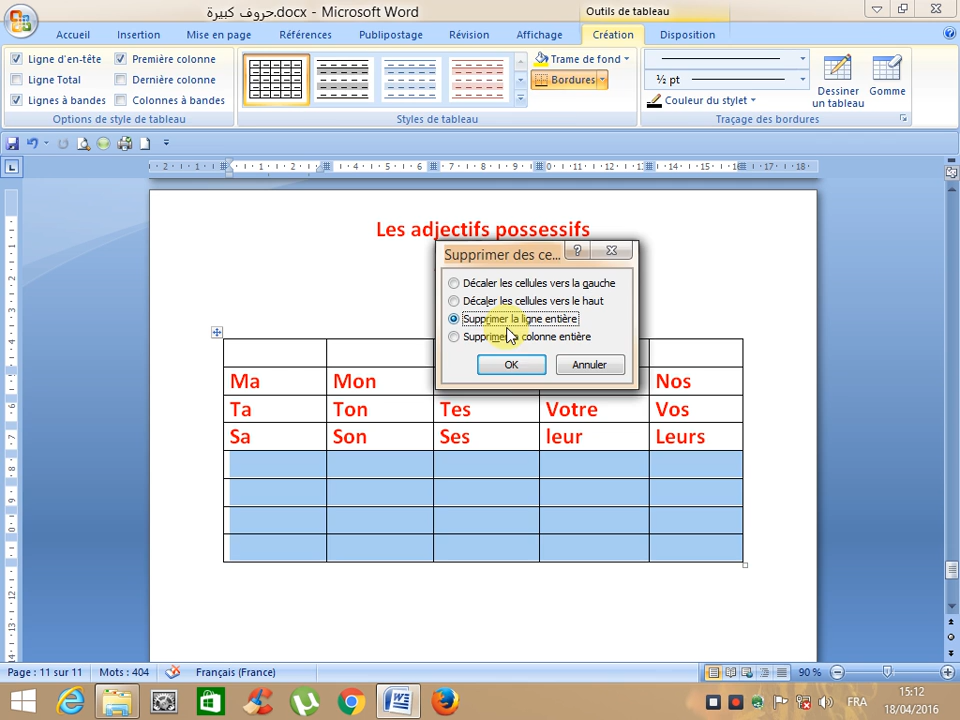 حروف كبيرة.docx - Microsoft Word
Outils de tableau
Accueil Insertion Mise en page Références Publipostage Révision Affichage Création Disposition
Ligne d'en-tête Première colonne
Ligne Total Dernière colonne
Lignes à bandes Colonnes à bandes
Options de style de tableau
Styles de tableau
Trame de fond
Bordures
½ pt
Couleur du stylet
Dessiner un tableau
Gomme
Traçage des bordures
Les adjectifs possessifs
Supprimer des ce...
Décaler les cellules vers la gauche
Décaler les cellules vers le haut
Supprimer la ligne entière
Supprimer la colonne entière
OK Annuler
Ma Mon Nos
Ta Ton Tes Votre Vos
Sa Son Ses leur Leurs
Page : 11 sur 11 Mots : 404 Français (France) 90 %
FRA
15:12
18/04/2016